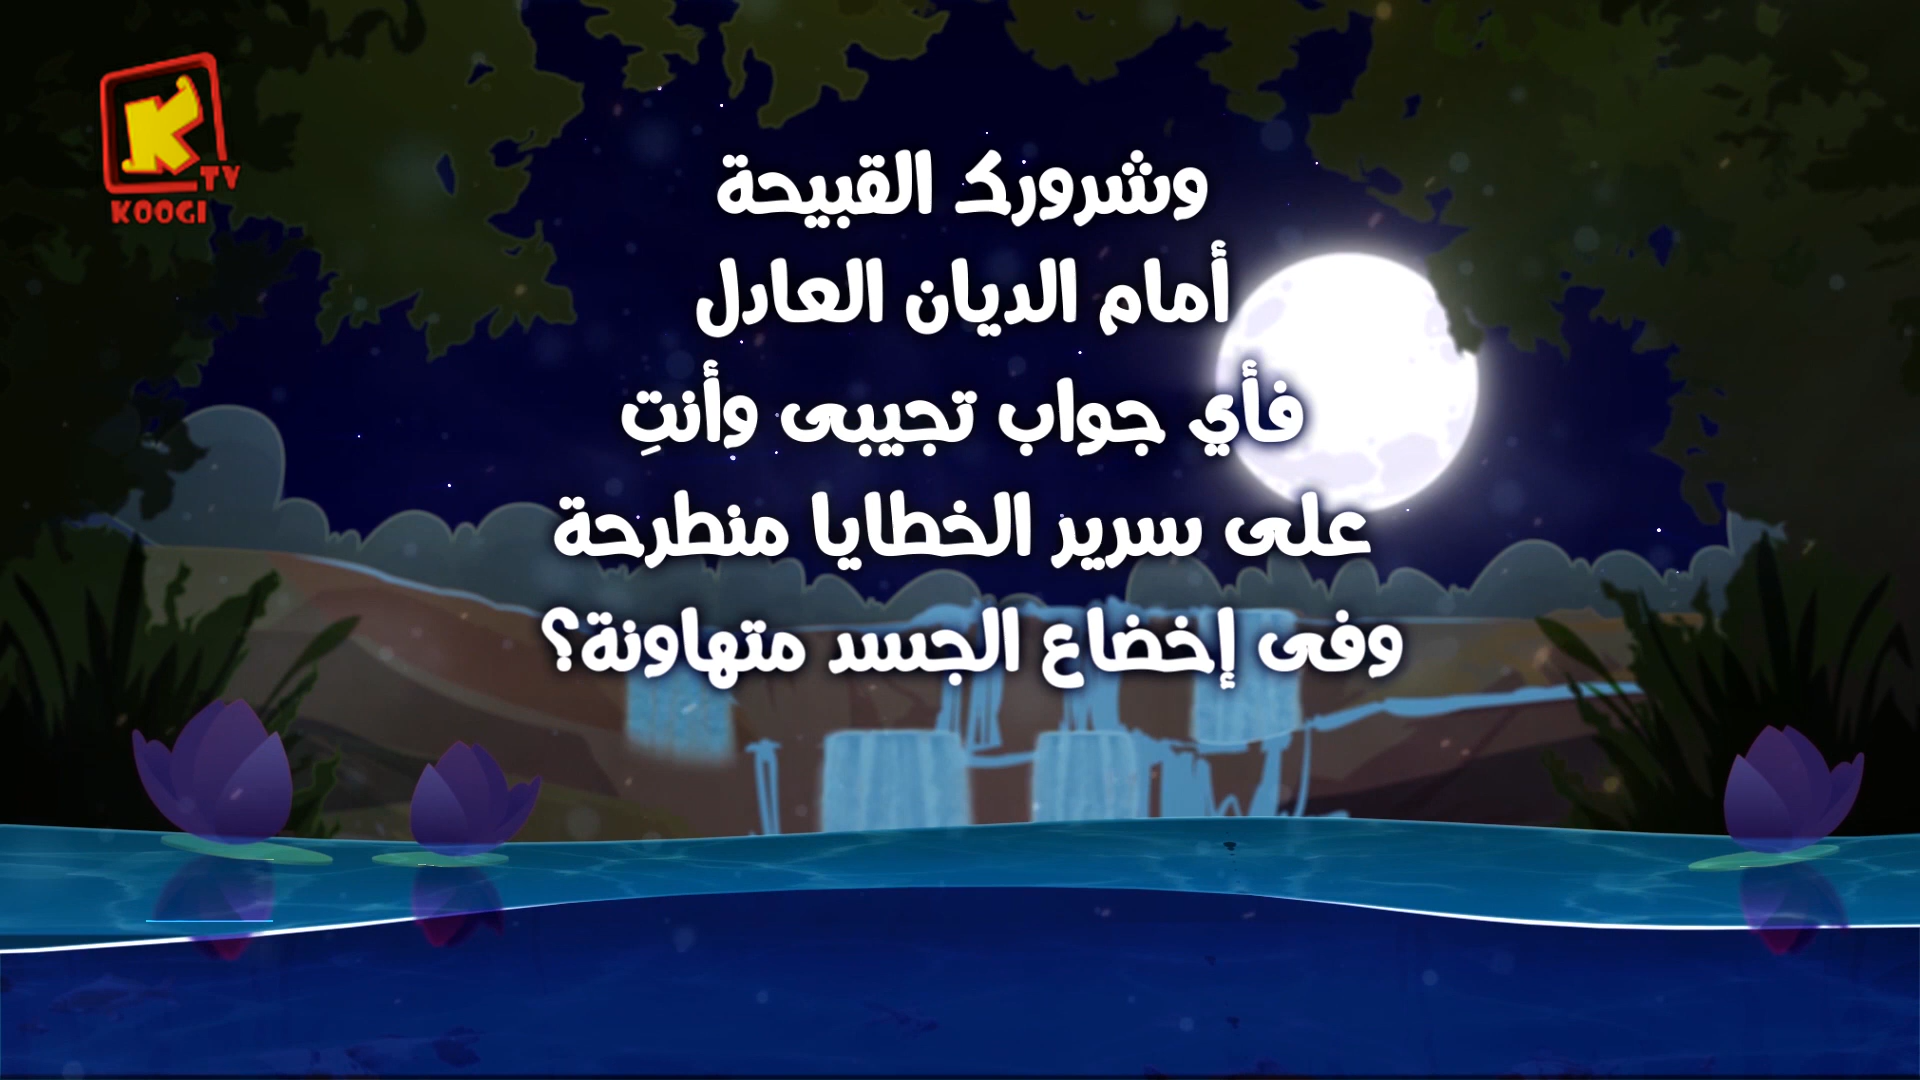 K TV
KOOGI
وشرورك القبيحة
أمام الديان العادل
فأي جواب تجيبى وأنتِ
على سرير الخطايا منطرحة
وفى إخضاع الجسد متهاونة؟